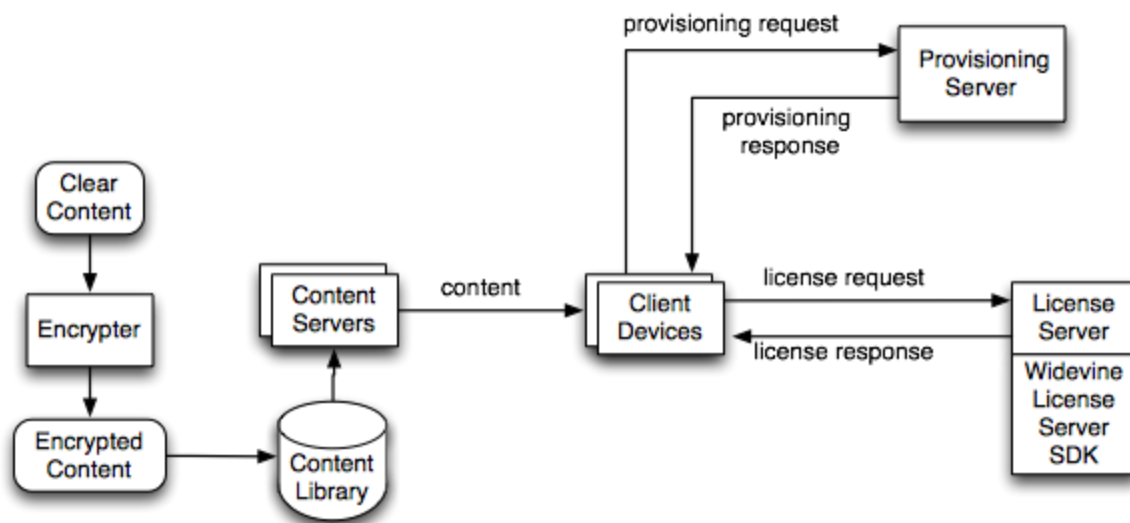 provisioning request
Provisioning
Server
provisioning
response
Clear
Content
Encrypter
Encrypted
Content
Content
Library
Content
Servers
content
Client
Devices
license request
license response
License
Server
Widevine
License
Server
SDK